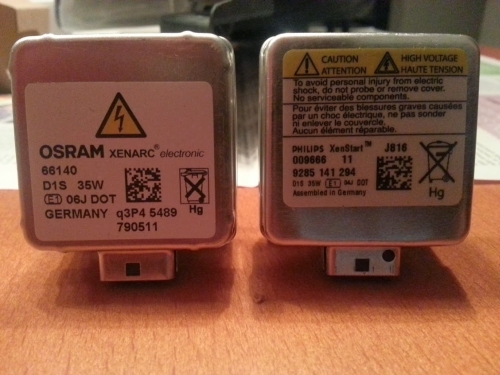 OSRAM XENARC electronic
66140
D1S 35W
E1 06J DOT
Hg
GERMANY q3P4 5489
790511
CAUTION
ATTENTION
HIGH VOLTAGE
HAUTE TENSION
To avoid personal injury from electric
shock, do not probe or remove cover.
No serviceable components.
Pour éviter des blessures graves causées
par un choc électrique, ne pas sonder
ni enlever le couvercle.
Aucun élément réparable.
PHILIPS XenStart™ J816
009666 11
9285 141 294
D1S 35W E1 04J DOT
Assembled in Germany
Hg